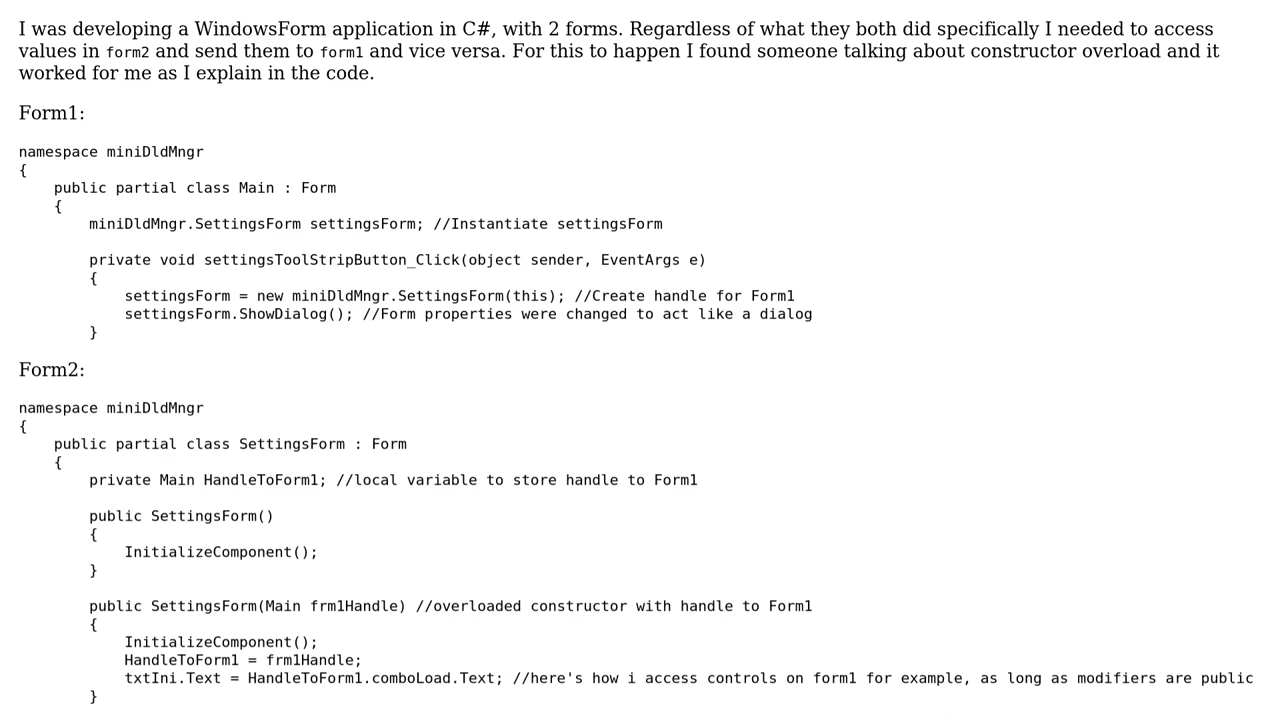 I was developing a WindowsForm application in C#, with 2 forms. Regardless of what they both did specifically I needed to access
values in form2 and send them to form1 and vice versa. For this to happen I found someone talking about constructor overload and it
worked for me as I explain in the code.
Form1:
namespace miniDldMngr
{
    public partial class Main : Form
    {
        miniDldMngr.SettingsForm settingsForm; //Instantiate settingsForm
        private void settingsToolStripButton_Click(object sender, EventArgs e)
        {
            settingsForm = new miniDldMngr.SettingsForm(this); //Create handle for Form1
            settingsForm.ShowDialog(); //Form properties were changed to act like a dialog
        }
Form2:
namespace miniDldMngr
{
    public partial class SettingsForm : Form
    {
        private Main HandleToForm1; //local variable to store handle to Form1
        public SettingsForm()
        {
            InitializeComponent();
        }
        public SettingsForm(Main frm1Handle) //overloaded constructor with handle to Form1
        {
            InitializeComponent();
            HandleToForm1 = frm1Handle;
            txtIni.Text = HandleToForm1.comboLoad.Text; //here's how i access controls on form1 for example, as long as modifiers are public
        }